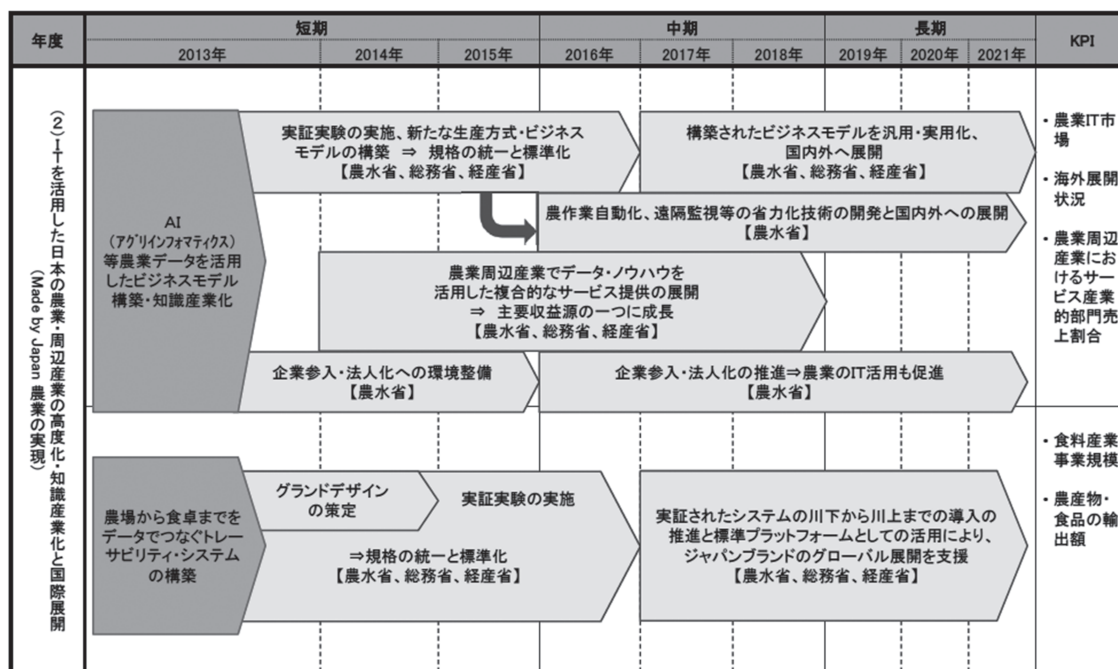 年度
短期
中期
長期
KPI
2013年
2014年
2015年
2016年
2017年
2018年
2019年
2020年
2021年
(2)ITを活用した日本の農業・周辺産業の高度化・知識産業化と国際展開
(Made by Japan 農業の実現)
AI
(アグリインフォマティクス)
等農業データを活用
したビジネスモデル
構築・知識産業化
実証実験の実施、新たな生産方式・ビジネス
モデルの構築 ⇒ 規格の統一と標準化
【農水省、総務省、経産省】
構築されたビジネスモデルを汎用・実用化、
国内外へ展開
【農水省、総務省、経産省】
農作業自動化、遠隔監視等の省力化技術の開発と国内外への展開
【農水省】
農業周辺産業でデータ・ノウハウを
活用した複合的なサービス提供の展開
⇒ 主要収益源の一つに成長
【農水省、総務省、経産省】
企業参入・法人化への環境整備
【農水省】
企業参入・法人化の推進⇒農業のIT活用も促進
【農水省】
・農業IT市
場
・海外展開
状況
・農業周辺
産業にお
けるサー
ビス産業
的部門売
上割合
農場から食卓までを
データでつなぐトレー
サビリティ・システム
の構築
グランドデザイン
の策定
実証実験の実施
⇒規格の統一と標準化
【農水省、総務省、経産省】
実証されたシステムの川下から川上までの導入の
推進と標準プラットフォームとしての活用により、
ジャパンブランドのグローバル展開を支援
【農水省、総務省、経産省】
・食料産業
事業規模
・農産物・
食品の輸
出額